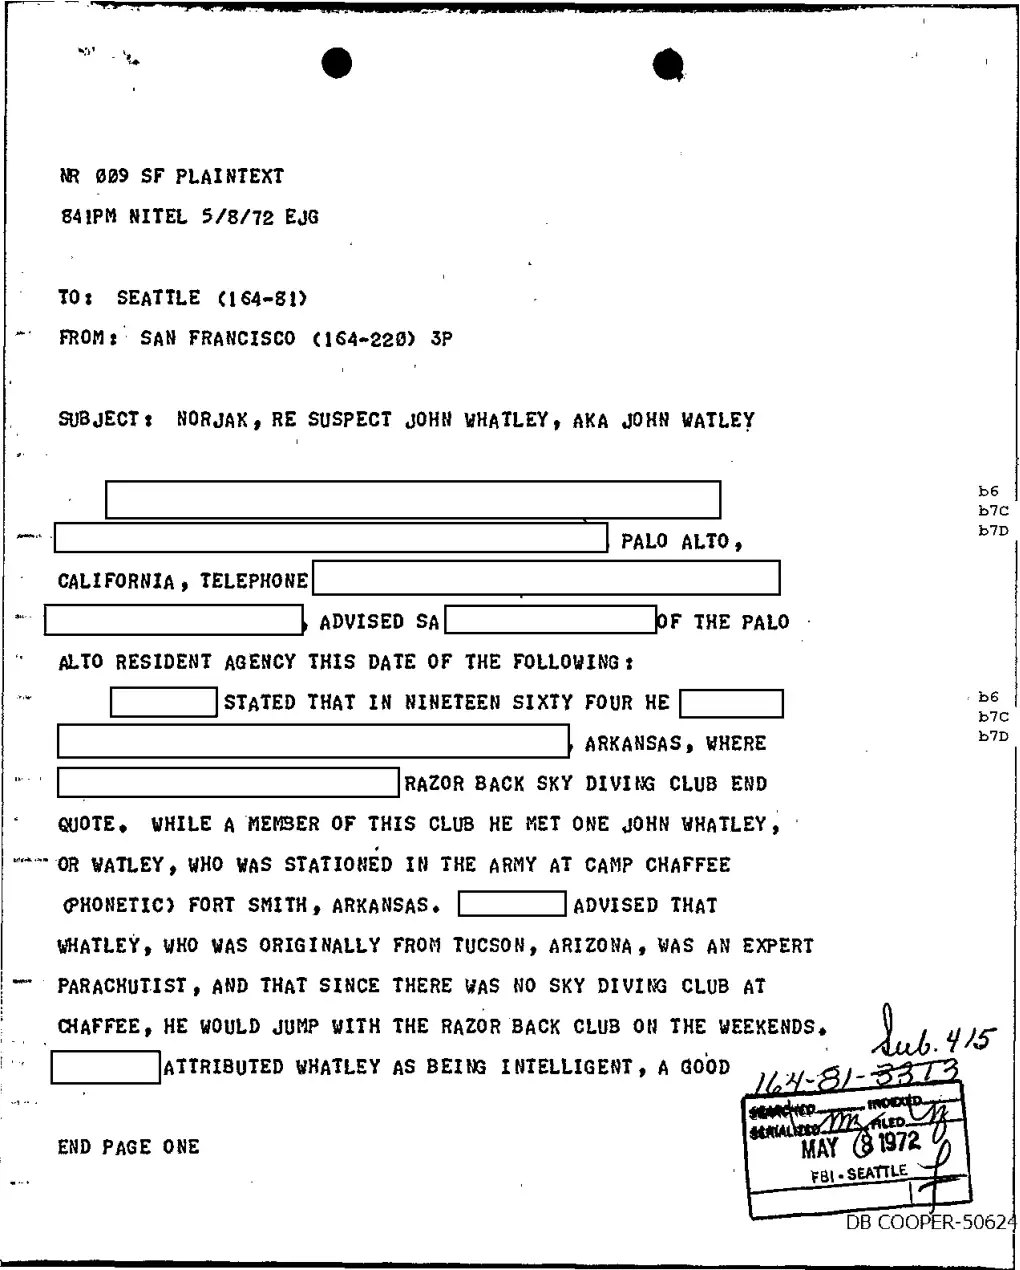 NR 009 SF PLAINTEXT
841PM NITEL 5/8/72 EJG
TO: SEATTLE (164-81)
FROM: SAN FRANCISCO (164-220) 3P
SUBJECT: NORJAK, RE SUSPECT JOHN WHATLEY, AKA JOHN WATLEY
b6
b7C
b7D
PALO ALTO,
CALIFORNIA, TELEPHONE
, ADVISED SA OF THE PALO
ALTO RESIDENT AGENCY THIS DATE OF THE FOLLOWING:
STATED THAT IN NINETEEN SIXTY FOUR HE
b6
b7C
b7D
, ARKANSAS, WHERE
RAZOR BACK SKY DIVING CLUB END
QUOTE. WHILE A MEMBER OF THIS CLUB HE MET ONE JOHN WHATLEY,
OR WATLEY, WHO WAS STATIONED IN THE ARMY AT CAMP CHAFFEE
(PHONETIC) FORT SMITH, ARKANSAS. ADVISED THAT
WHATLEY, WHO WAS ORIGINALLY FROM TUCSON, ARIZONA, WAS AN EXPERT
PARACHUTIST, AND THAT SINCE THERE WAS NO SKY DIVING CLUB AT
CHAFFEE, HE WOULD JUMP WITH THE RAZOR BACK CLUB ON THE WEEKENDS.
ATTRIBUTED WHATLEY AS BEING INTELLIGENT, A GOOD
Sub. 415
164-81-3313
SEARCHED INDEXED
SERIALIZED FILED
MAY 8 1972
FBI - SEATTLE
END PAGE ONE
DB COOPER-50624